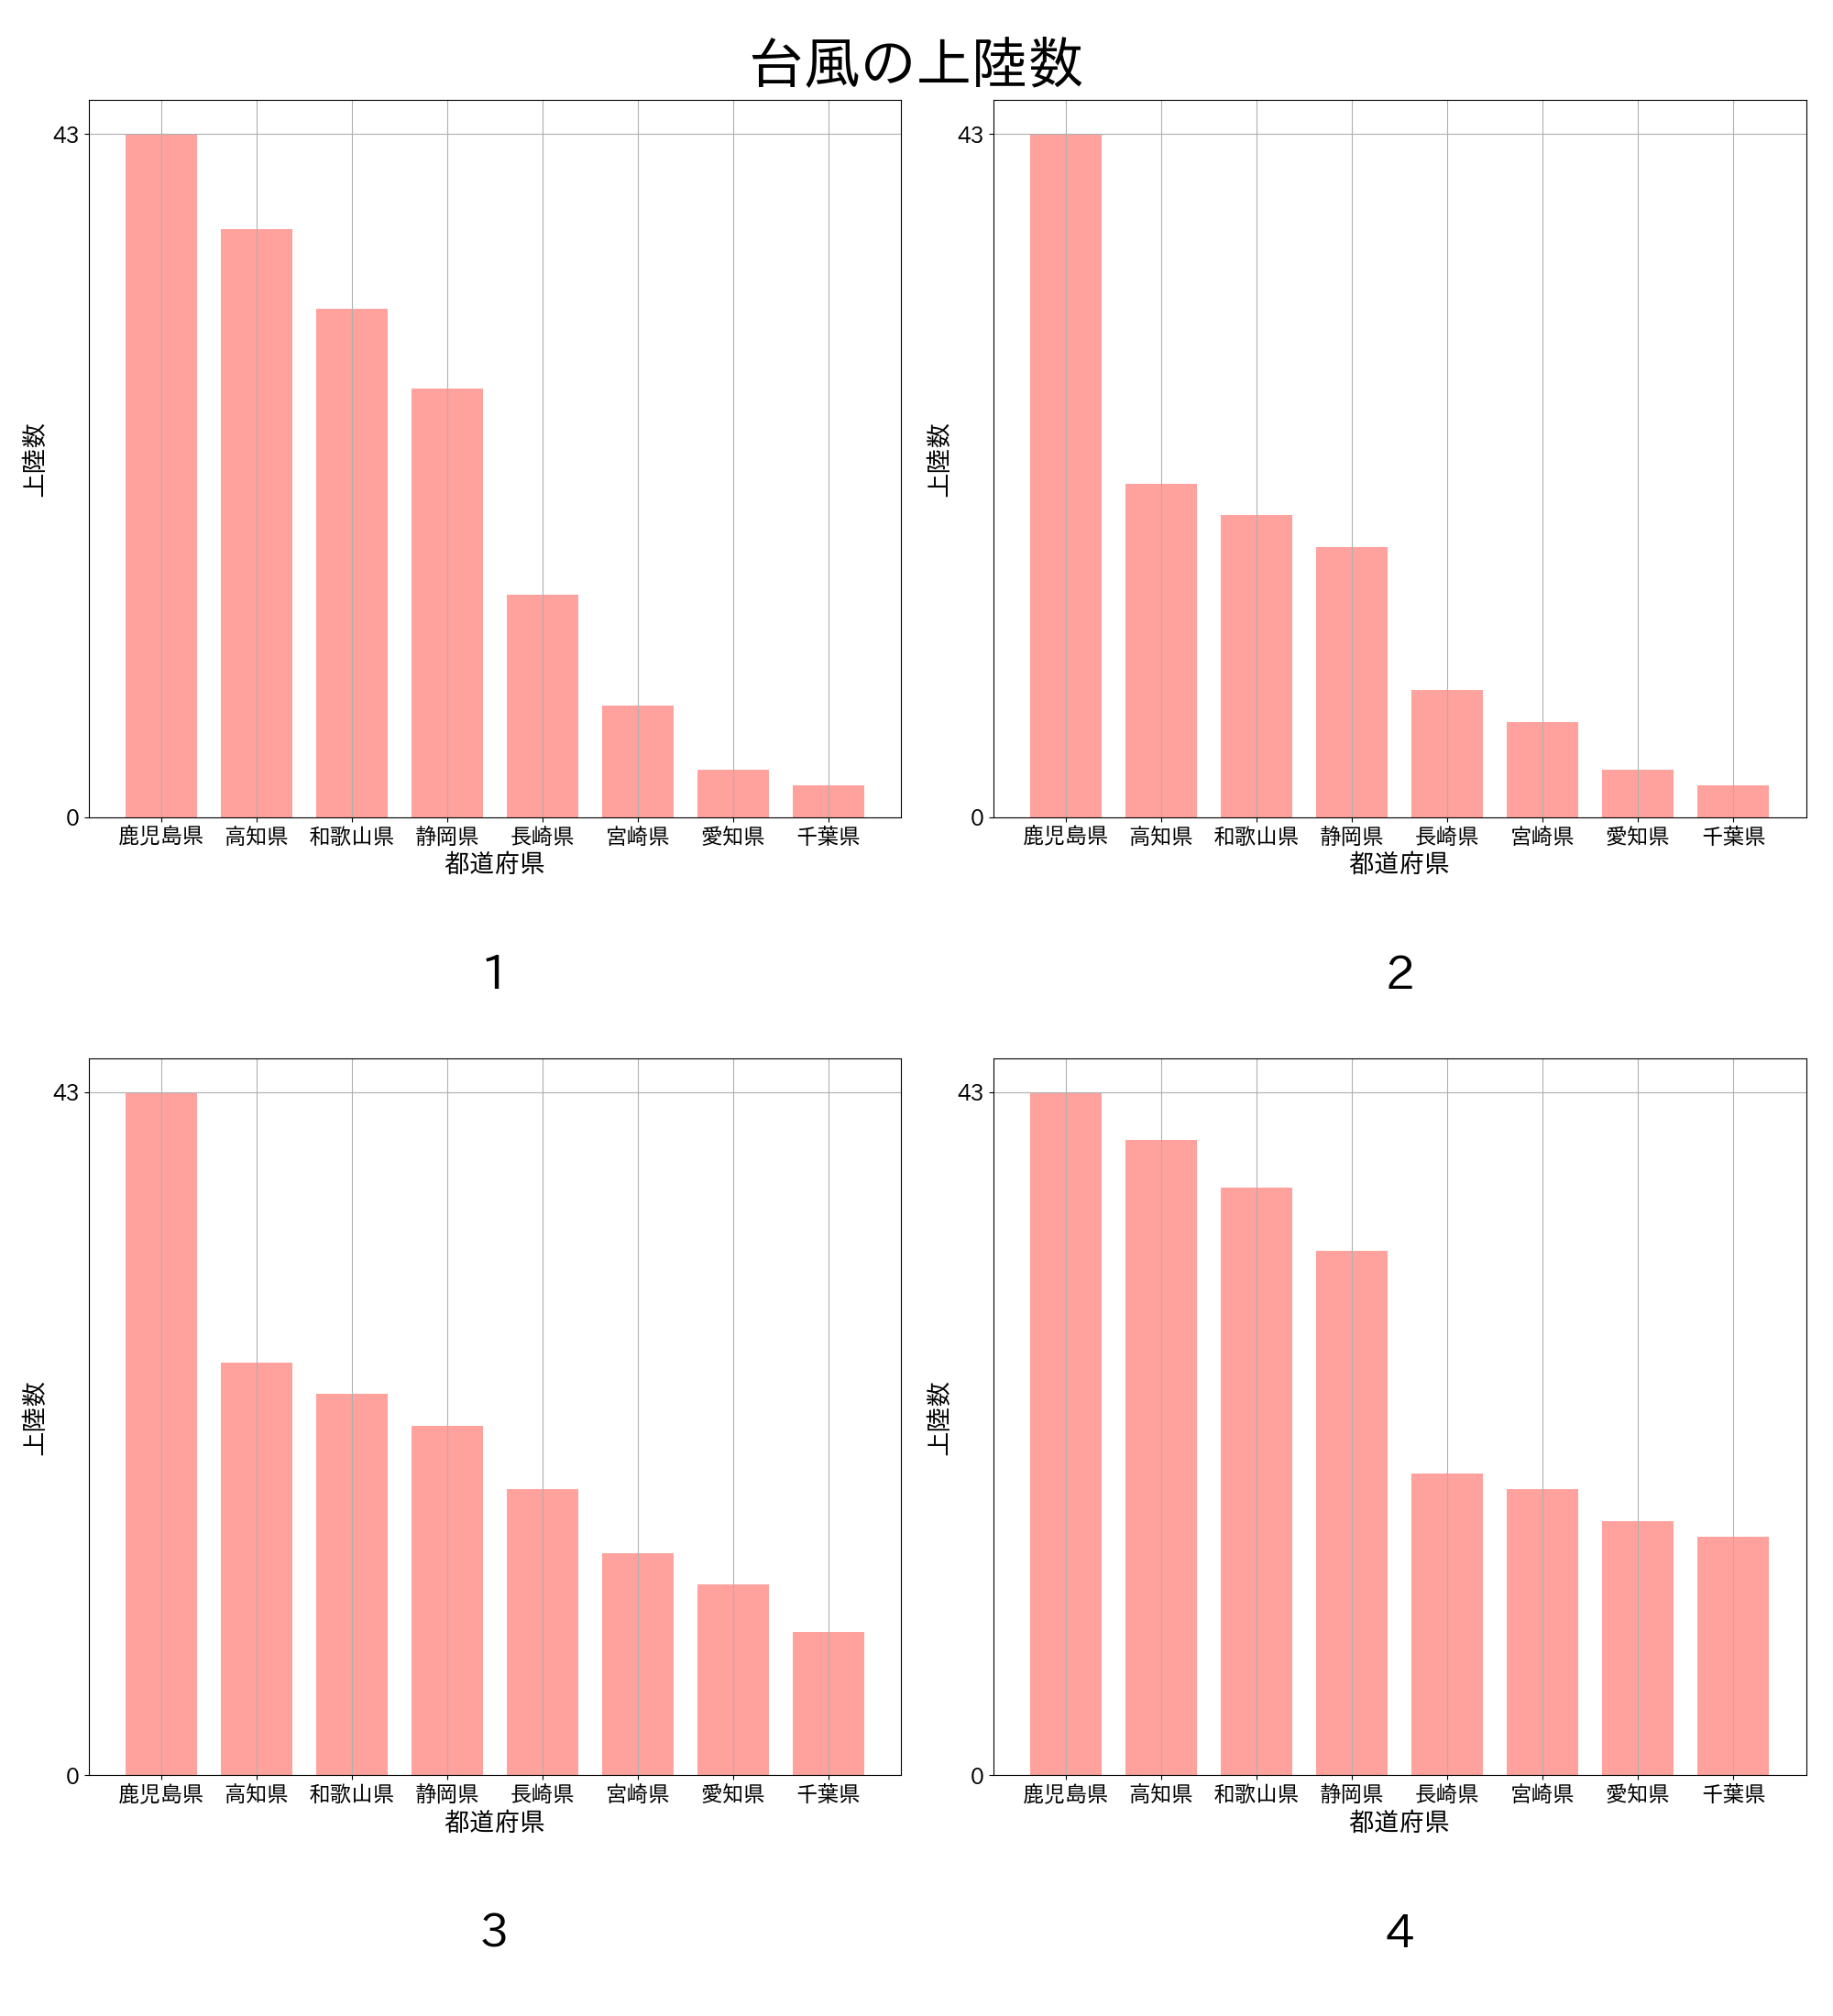 台風の上陸数
43
0
上陸数
鹿児島県 高知県 和歌山県 静岡県 長崎県 宮崎県 愛知県 千葉県
都道府県
1
43
0
上陸数
鹿児島県 高知県 和歌山県 静岡県 長崎県 宮崎県 愛知県 千葉県
都道府県
2
43
0
上陸数
鹿児島県 高知県 和歌山県 静岡県 長崎県 宮崎県 愛知県 千葉県
都道府県
3
43
0
上陸数
鹿児島県 高知県 和歌山県 静岡県 長崎県 宮崎県 愛知県 千葉県
都道府県
4